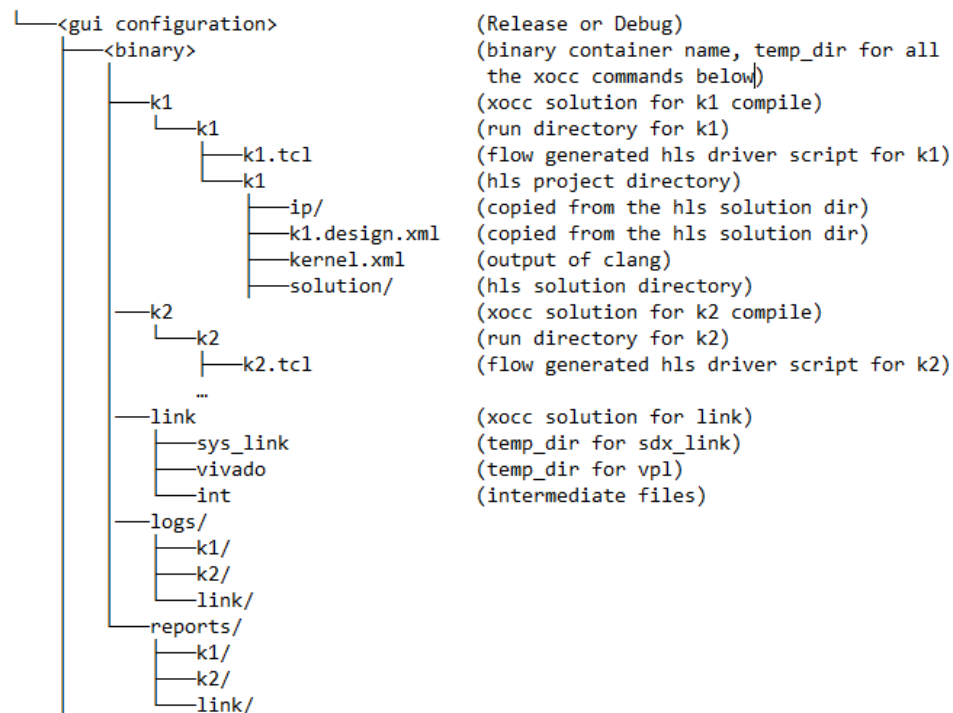 <gui configuration> (Release or Debug)
<binary> (binary container name, temp_dir for all
the xocc commands below)
k1 (xocc solution for k1 compile)
k1 (run directory for k1)
k1.tcl (flow generated hls driver script for k1)
k1 (hls project directory)
ip/ (copied from the hls solution dir)
k1.design.xml (copied from the hls solution dir)
kernel.xml (output of clang)
solution/ (hls solution directory)
k2 (xocc solution for k2 compile)
k2 (run directory for k2)
k2.tcl (flow generated hls driver script for k2)
…
link (xocc solution for link)
sys_link (temp_dir for sdx_link)
vivado (temp_dir for vpl)
int (intermediate files)
logs/
k1/
k2/
link/
reports/
k1/
k2/
link/